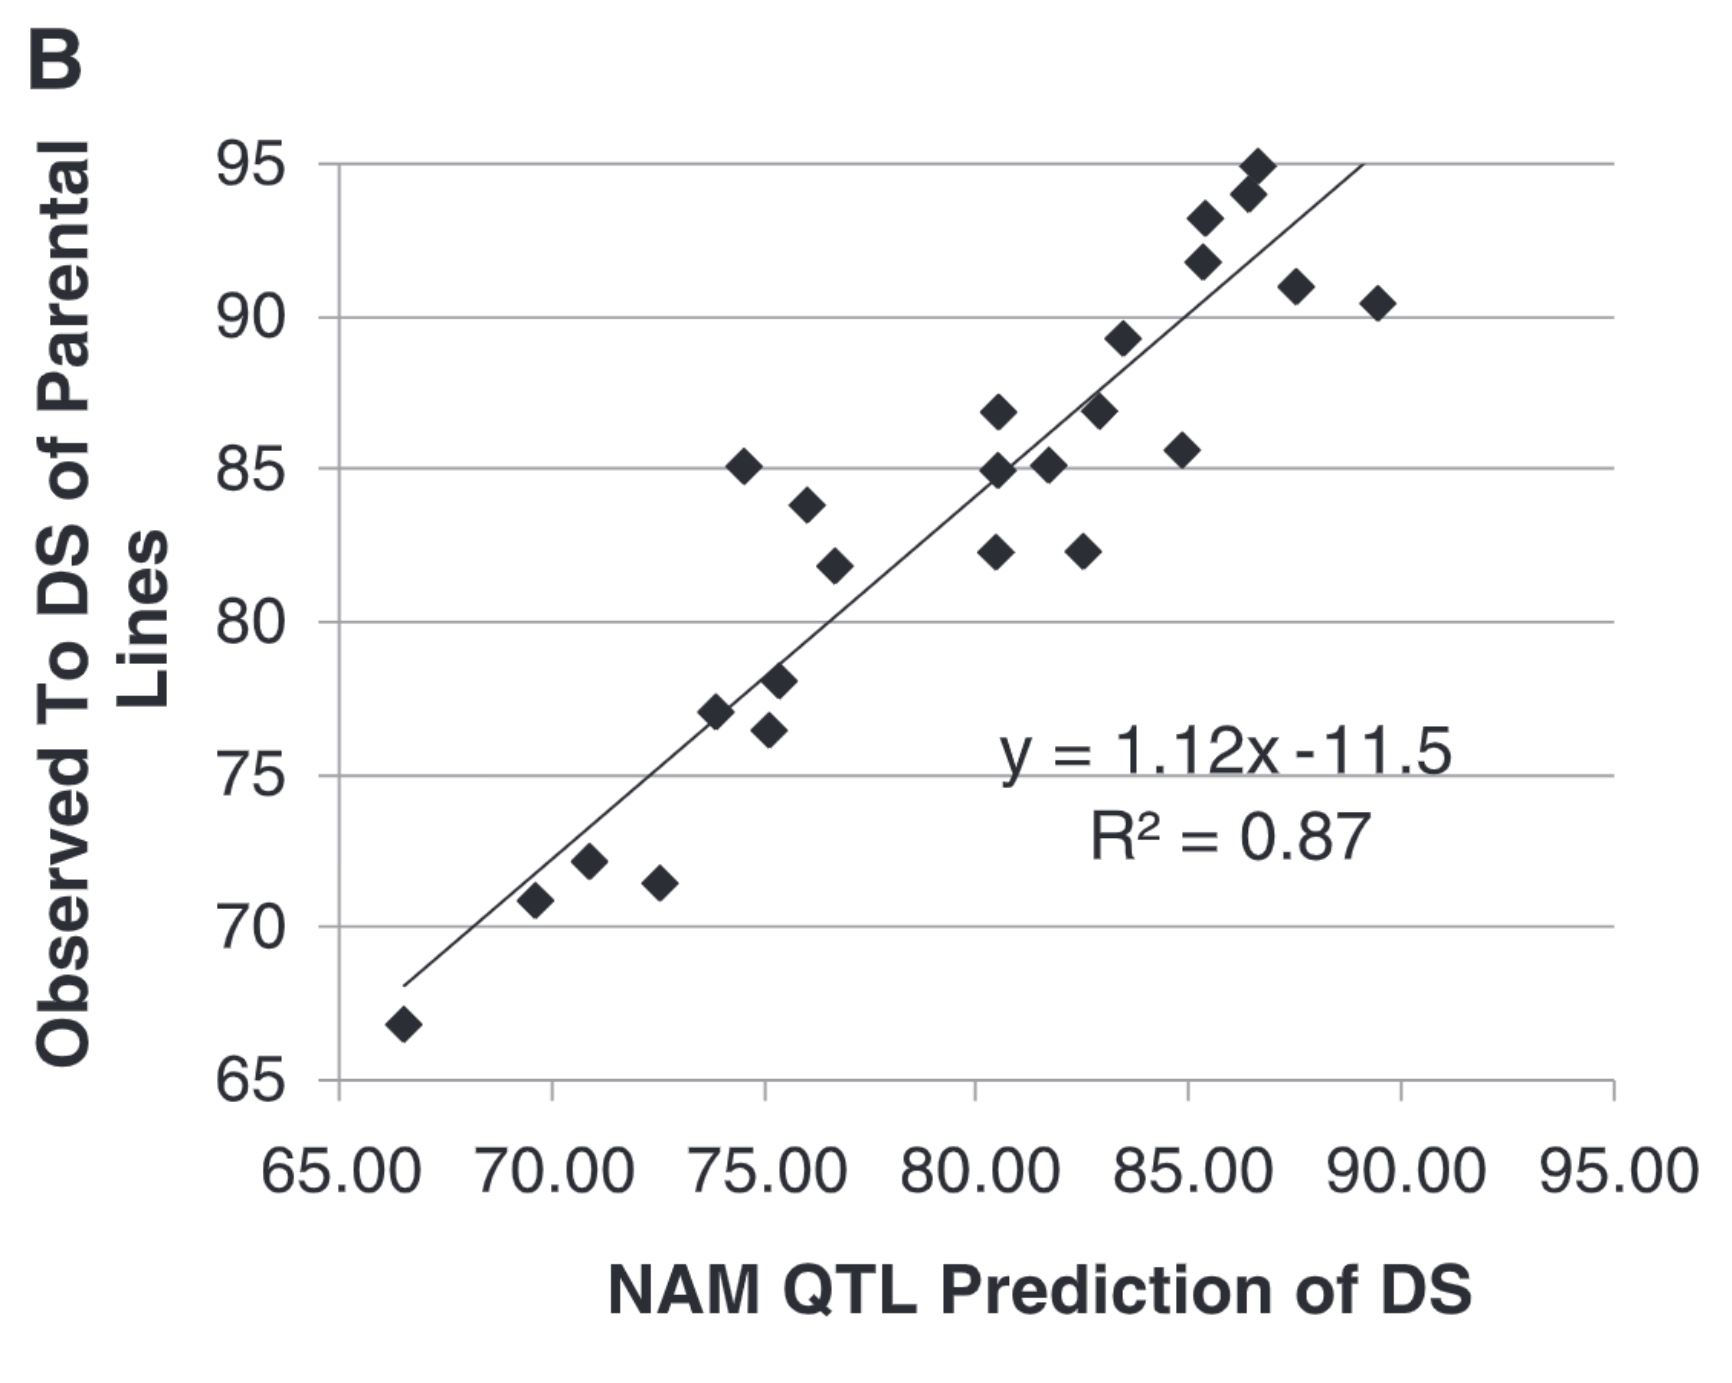 B
Observed To DS of Parental
Lines
95
90
85
80
75
70
65
y = 1.12x -11.5
R² = 0.87
65.00 70.00 75.00 80.00 85.00 90.00 95.00
NAM QTL Prediction of DS